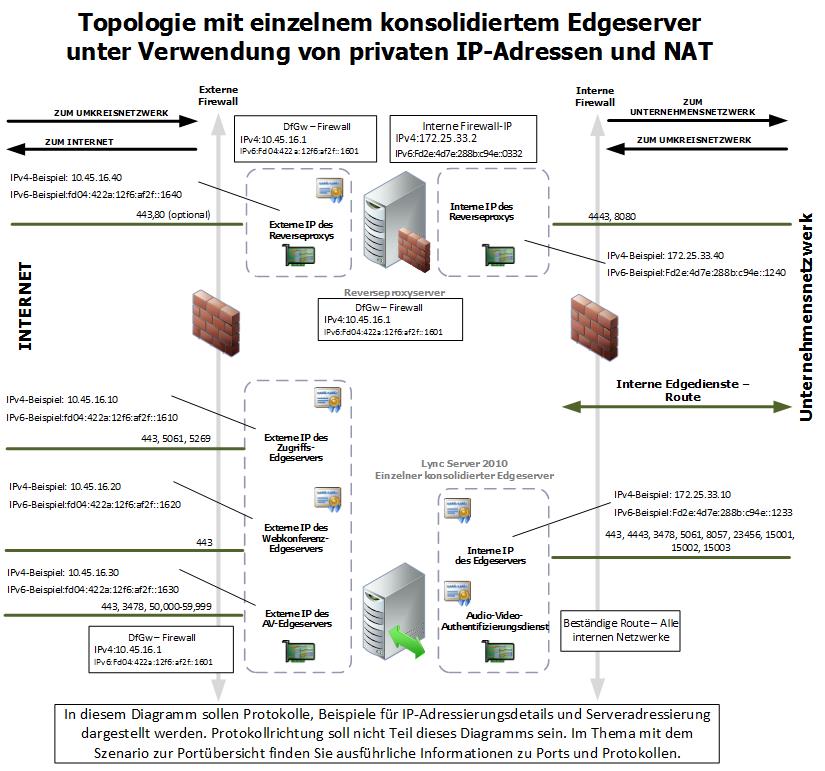 Topologie mit einzelnem konsolidiertem Edgeserver
unter Verwendung von privaten IP-Adressen und NAT
Externe
Firewall
Interne
Firewall
ZUM UMKREISNETZWERK
ZUM INTERNET
ZUM
UNTERNEHMENSNETZWERK
ZUM UMKREISNETZWERK
DfGw – Firewall
IPv4:10.45.16.1
IPv6:fd04:422a:12f6:af2f::1601
Interne Firewall-IP
IPv4:172.25.33.2
IPv6:Fd2e:4d7e:288b:c94e::0332
IPv4-Beispiel: 10.45.16.40
IPv6-Beispiel:fd04:422a:12f6:af2f::1640
443,80 (optional)
Externe IP des
Reverseproxys
Interne IP des
Reverseproxys
4443, 8080
IPv4-Beispiel: 172.25.33.40
IPv6-Beispiel:Fd2e:4d7e:288b:c94e::1240
INTERNET
Unternehmensnetzwerk
Reverseproxyserver
DfGw – Firewall
IPv4:10.45.16.1
IPv6:fd04:422a:12f6:af2f::1601
Interne Edgedienste –
Route
IPv4-Beispiel: 10.45.16.10
IPv6-Beispiel:fd04:422a:12f6:af2f::1610
443, 5061, 5269
Externe IP des
Zugriffs-
Edgeservers
Lync Server 2010
Einzelner konsolidierter Edgeserver
IPv4-Beispiel: 10.45.16.20
IPv6-Beispiel:fd04:422a:12f6:af2f::1620
443
Externe IP des
Webkonferenz-
Edgeservers
IPv4-Beispiel: 172.25.33.10
IPv6-Beispiel:Fd2e:4d7e:288b:c94e::1233
443, 4443, 3478, 5061, 8057, 23456, 15001,
15002, 15003
Interne IP
des Edgeservers
IPv4-Beispiel: 10.45.16.30
IPv6-Beispiel:fd04:422a:12f6:af2f::1630
443, 3478, 50,000-59,999
Externe IP des
AV-Edgeservers
Audio-Video-
Authentifizierungsdienst
Beständige Route – Alle
internen Netzwerke
DfGw – Firewall
IPv4:10.45.16.1
IPv6:fd04:422a:12f6:af2f::1601
In diesem Diagramm sollen Protokolle, Beispiele für IP-Adressierungsdetails und Serveradressierung
dargestellt werden. Protokollrichtung soll nicht Teil dieses Diagramms sein. Im Thema mit dem
Szenario zur Portübersicht finden Sie ausführliche Informationen zu Ports und Protokollen.